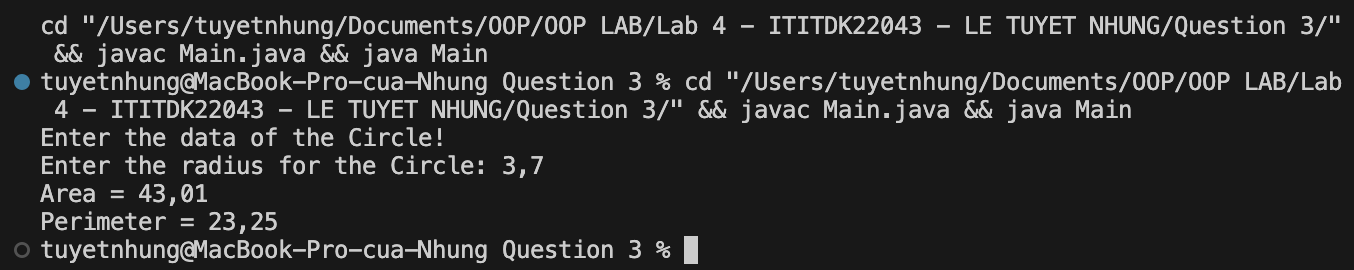 cd "/Users/tuyetnhung/Documents/OOP/OOP LAB/Lab 4 - ITITDK22043 - LE TUYET NHUNG/Question 3/"
&& javac Main.java && java Main
tuyetnhung@MacBook-Pro-cua-Nhung Question 3 % cd "/Users/tuyetnhung/Documents/OOP/OOP LAB/Lab
4 - ITITDK22043 - LE TUYET NHUNG/Question 3/" && javac Main.java && java Main
Enter the data of the Circle!
Enter the radius for the Circle: 3,7
Area = 43,01
Perimeter = 23,25
tuyetnhung@MacBook-Pro-cua-Nhung Question 3 %